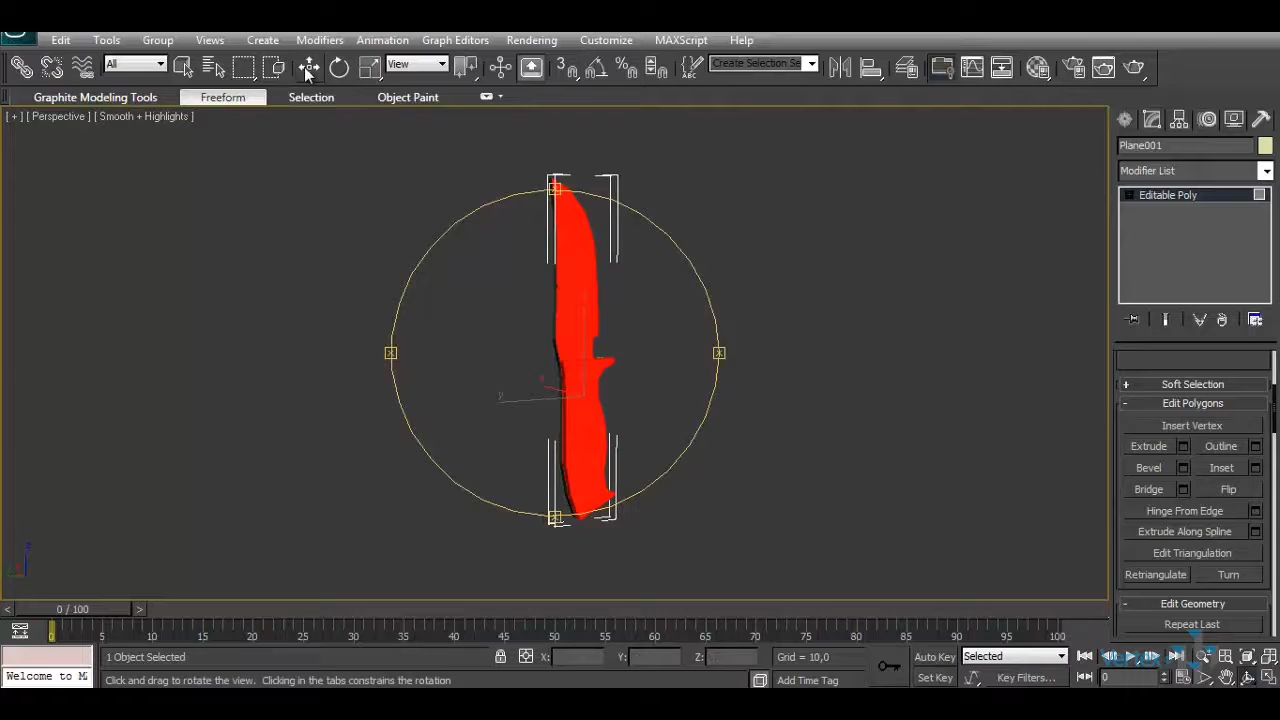 Edit Tools Group Views Create Modifiers Animation Graph Editors Rendering Customize MAXScript Help
All View 3 Create Selection Se
Graphite Modeling Tools Freeform Selection Object Paint
[ + ] [ Perspective ] [ Smooth + Highlights ]
Plane001
Modifier List
Editable Poly
+ Soft Selection
- Edit Polygons
Insert Vertex
Extrude Outline
Bevel Inset
Bridge Flip
Hinge From Edge
Extrude Along Spline
Edit Triangulation
Retriangulate Turn
- Edit Geometry
Repeat Last
< 0 / 100 >
0 5 10 15 20 25 30 35 40 45 50 55 60 65 70 75 80 85 90 95 100
1 Object Selected X: Y: Z: Grid = 10,0 Auto Key Selected
Welcome to M Click and drag to rotate the view. Clicking in the tabs constrains the rotation Add Time Tag Set Key Key Filters... 0